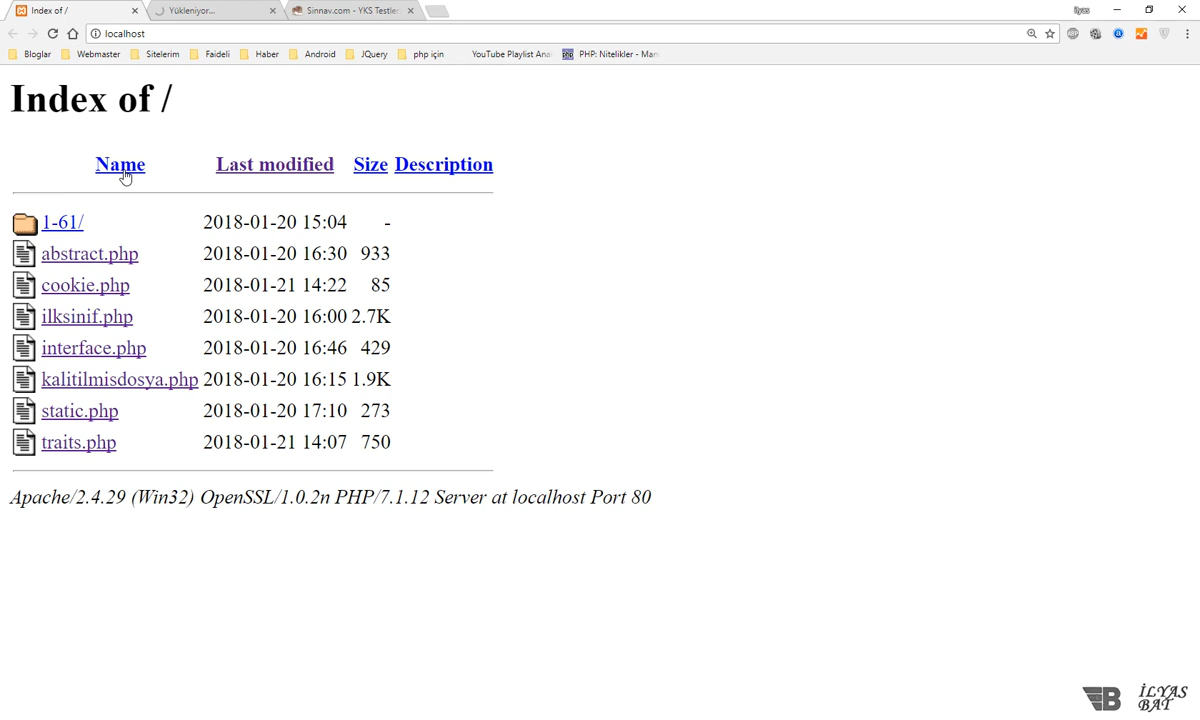 Index of /
Yükleniyor...
Sinnav.com - YKS Testle
ilyas
localhost
Bloglar Webmaster Sitelerim Faideli Haber Android JQuery php için YouTube Playlist Ana PHP: Nitelikler - Man
Index of /
Name Last modified Size Description
1-61/ 2018-01-20 15:04 -
abstract.php 2018-01-20 16:30 933
cookie.php 2018-01-21 14:22 85
ilksinif.php 2018-01-20 16:00 2.7K
interface.php 2018-01-20 16:46 429
kalitilmisdosya.php 2018-01-20 16:15 1.9K
static.php 2018-01-20 17:10 273
traits.php 2018-01-21 14:07 750
Apache/2.4.29 (Win32) OpenSSL/1.0.2n PHP/7.1.12 Server at localhost Port 80
İLYAS
BAT